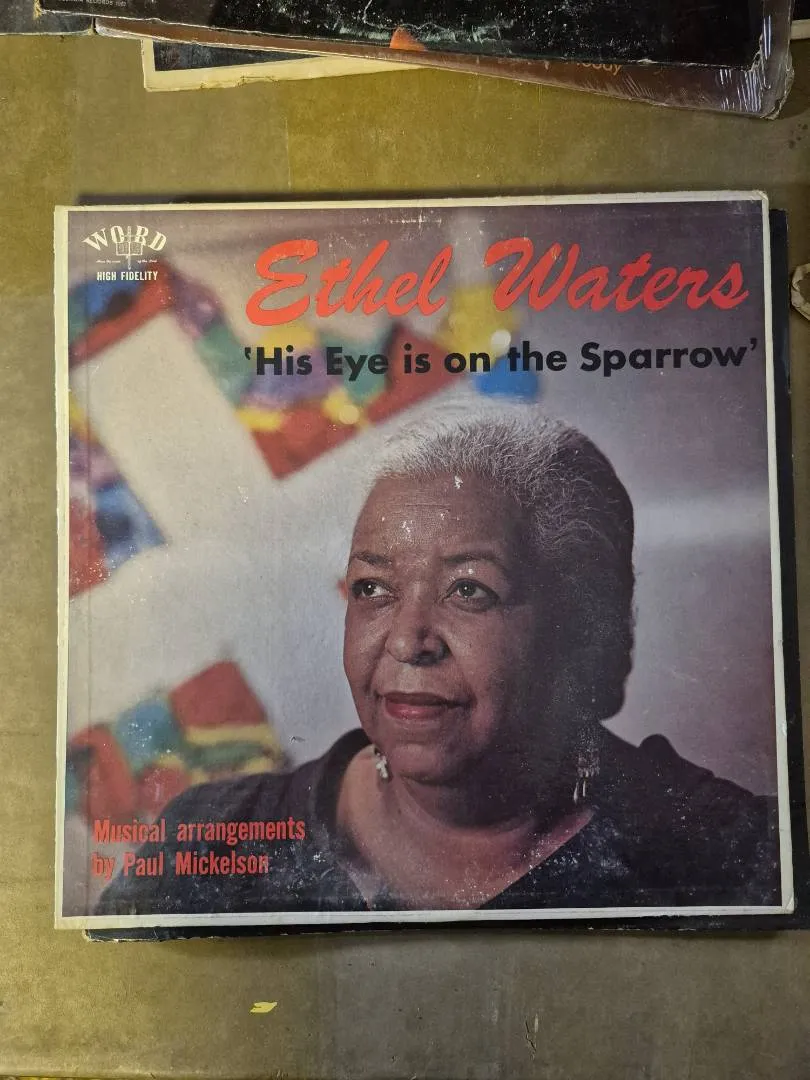 WORD
HIGH FIDELITY
Ethel Waters
‘His Eye is on the Sparrow’
Musical arrangements
by Paul Mickelson